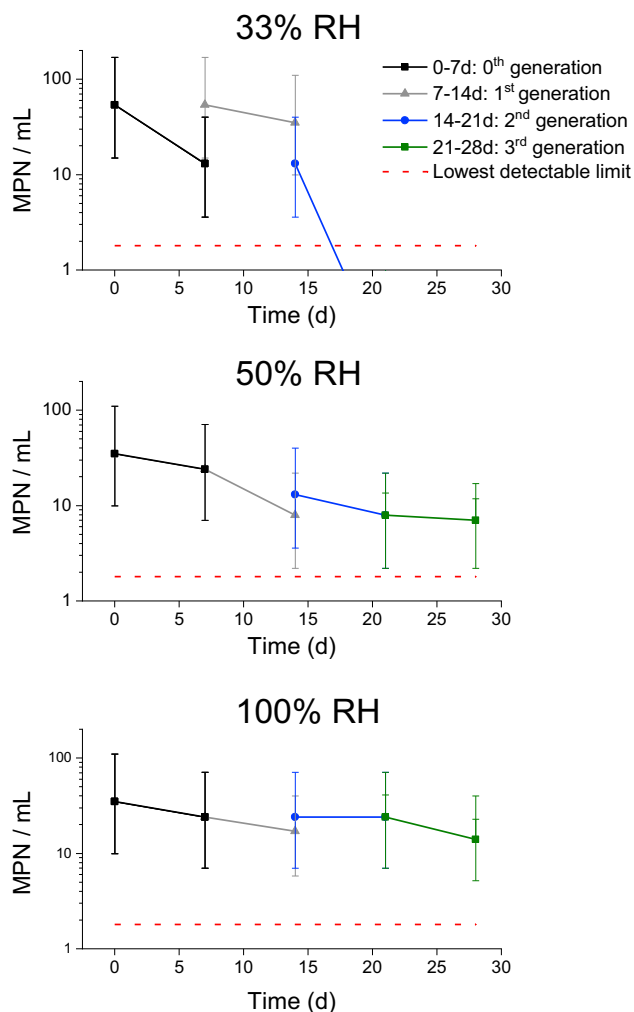 33% RH
MPN / mL
100
10
1
0-7d: 0th generation
7-14d: 1st generation
14-21d: 2nd generation
21-28d: 3rd generation
Lowest detectable limit
0 5 10 15 20 25 30
Time (d)
50% RH
MPN / mL
100
10
1
0 5 10 15 20 25 30
Time (d)
100% RH
MPN / mL
100
10
1
0 5 10 15 20 25 30
Time (d)